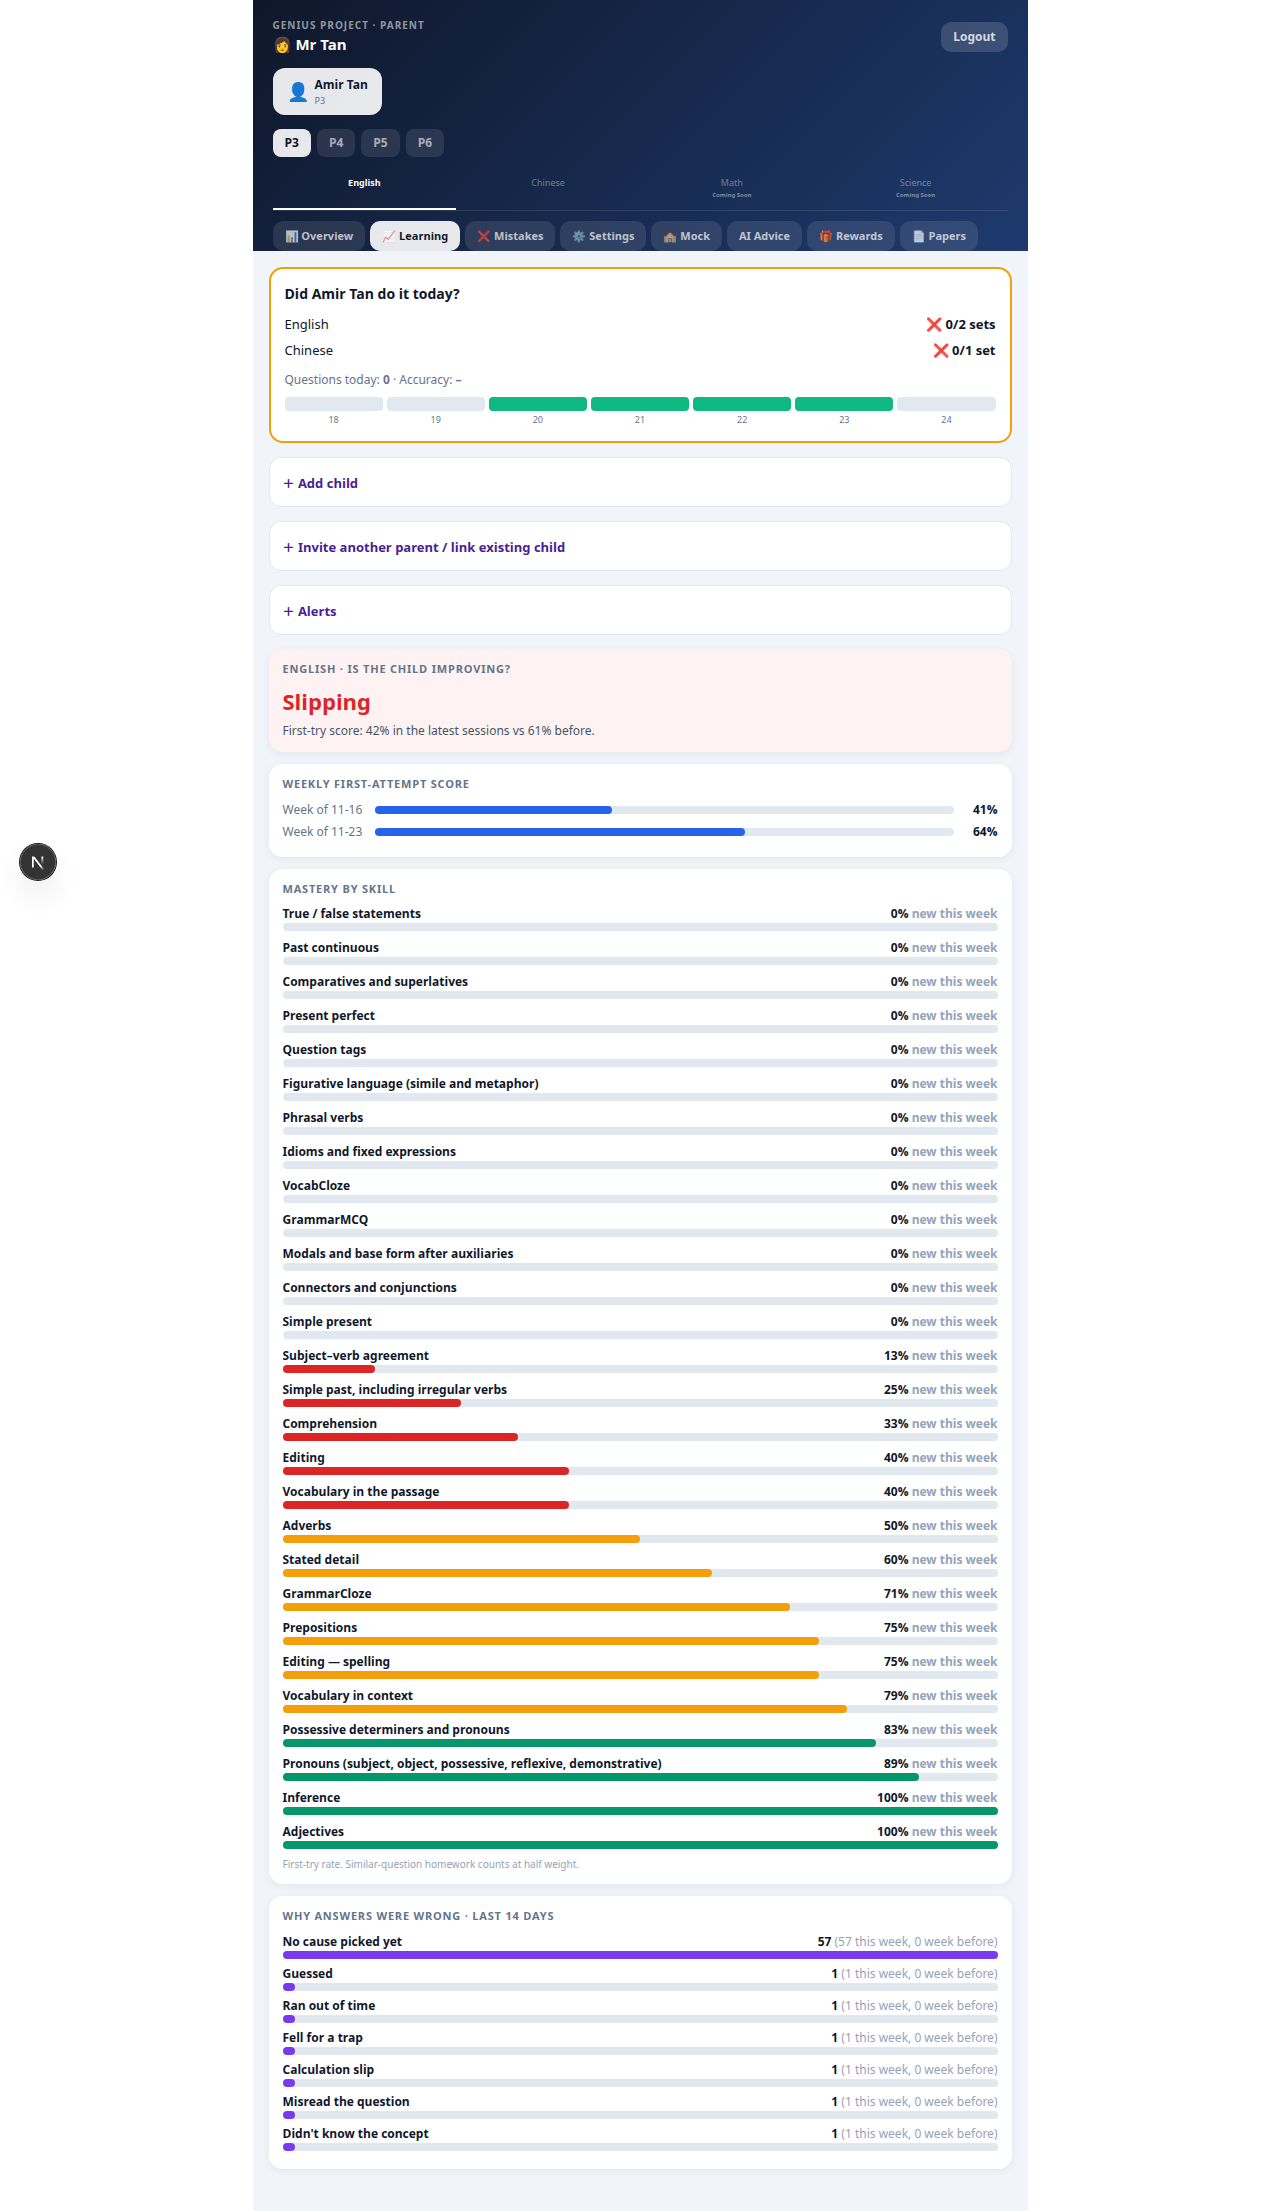 GENIUS PROJECT · PARENT
👩 Mr Tan
Logout
Amir Tan
P3
P3 P4 P5 P6
English Chinese Math Science
Coming Soon Coming Soon
📊 Overview 📈 Learning ❌ Mistakes ⚙️ Settings 🏫 Mock AI Advice 🎁 Rewards 📄 Papers
Did Amir Tan do it today?
English ❌ 0/2 sets
Chinese ❌ 0/1 set
Questions today: 0 · Accuracy: –
18 19 20 21 22 23 24
+ Add child
+ Invite another parent / link existing child
+ Alerts
ENGLISH · IS THE CHILD IMPROVING?
Slipping
First-try score: 42% in the latest sessions vs 61% before.
WEEKLY FIRST-ATTEMPT SCORE
Week of 11-16 41%
Week of 11-23 64%
N
MASTERY BY SKILL
True / false statements 0% new this week
Past continuous 0% new this week
Comparatives and superlatives 0% new this week
Present perfect 0% new this week
Question tags 0% new this week
Figurative language (simile and metaphor) 0% new this week
Phrasal verbs 0% new this week
Idioms and fixed expressions 0% new this week
VocabCloze 0% new this week
GrammarMCQ 0% new this week
Modals and base form after auxiliaries 0% new this week
Connectors and conjunctions 0% new this week
Simple present 0% new this week
Subject–verb agreement 13% new this week
Simple past, including irregular verbs 25% new this week
Comprehension 33% new this week
Editing 40% new this week
Vocabulary in the passage 40% new this week
Adverbs 50% new this week
Stated detail 60% new this week
GrammarCloze 71% new this week
Prepositions 75% new this week
Editing — spelling 75% new this week
Vocabulary in context 79% new this week
Possessive determiners and pronouns 83% new this week
Pronouns (subject, object, possessive, reflexive, demonstrative) 89% new this week
Inference 100% new this week
Adjectives 100% new this week
First-try rate. Similar-question homework counts at half weight.
WHY ANSWERS WERE WRONG · LAST 14 DAYS
No cause picked yet 57 (57 this week, 0 week before)
Guessed 1 (1 this week, 0 week before)
Ran out of time 1 (1 this week, 0 week before)
Fell for a trap 1 (1 this week, 0 week before)
Calculation slip 1 (1 this week, 0 week before)
Misread the question 1 (1 this week, 0 week before)
Didn't know the concept 1 (1 this week, 0 week before)